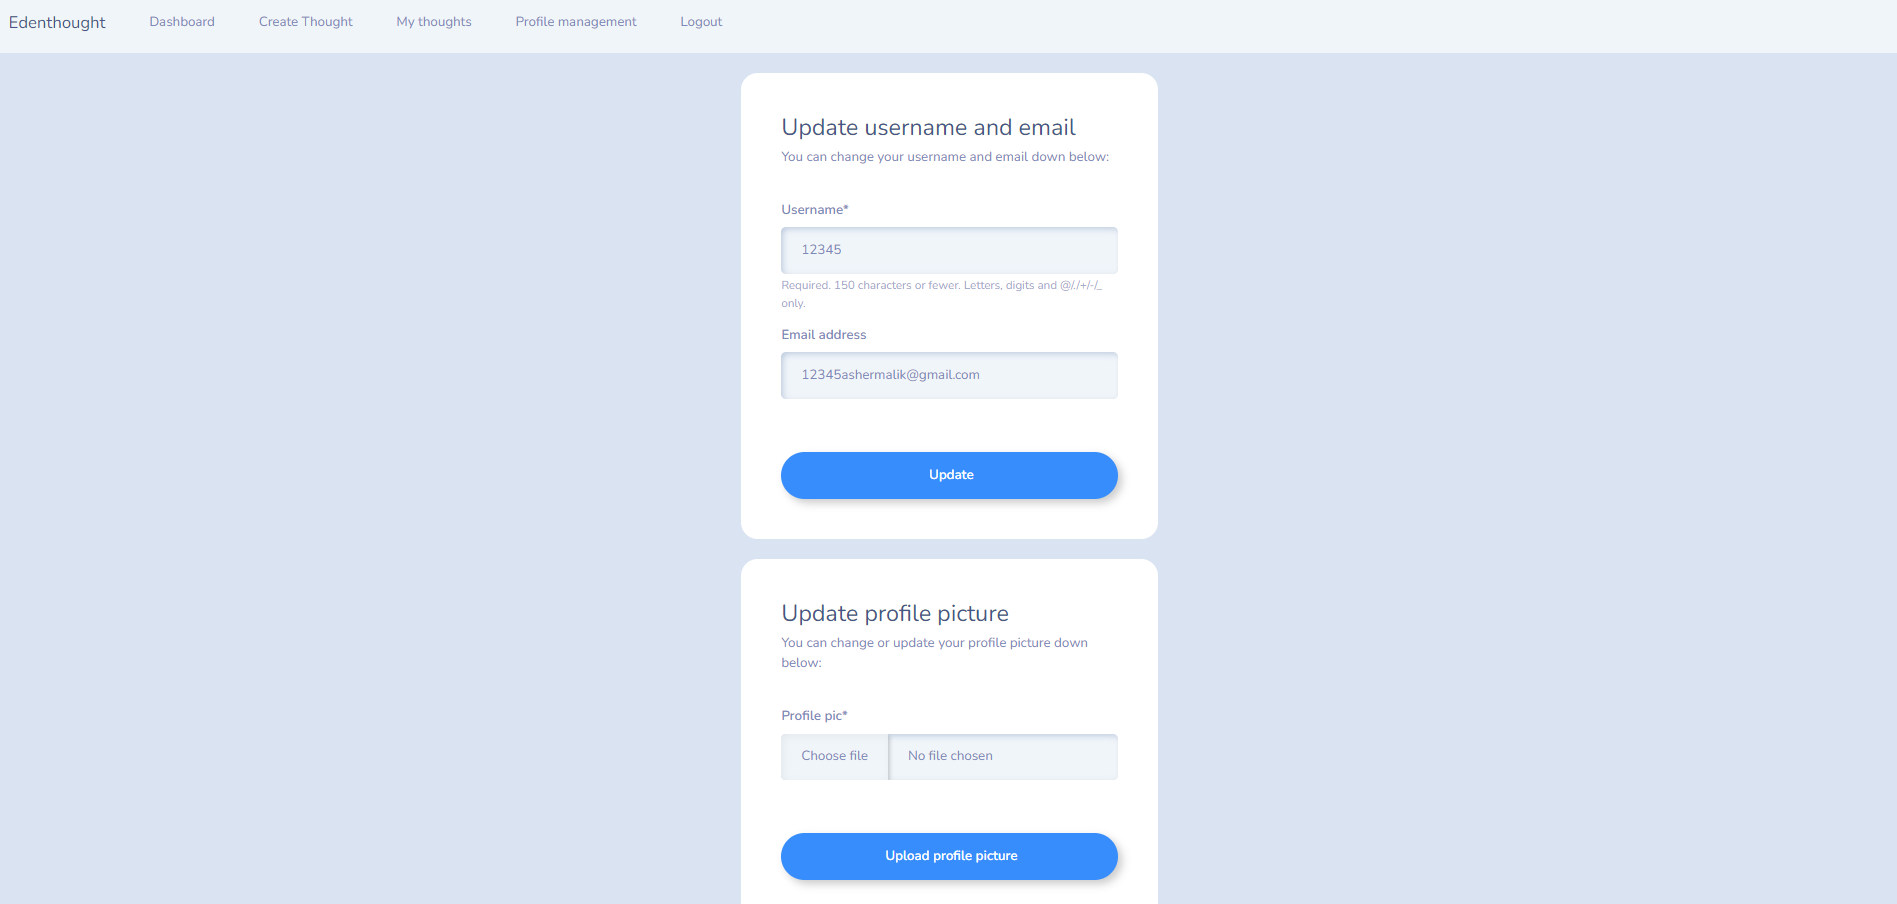 Edenthought Dashboard Create Thought My thoughts Profile management Logout
Update username and email
You can change your username and email down below:
Username*
12345
Required. 150 characters or fewer. Letters, digits and @/./+/-/_
only.
Email address
12345ashermalik@gmail.com
Update
Update profile picture
You can change or update your profile picture down
below:
Profile pic*
Choose file No file chosen
Upload profile picture